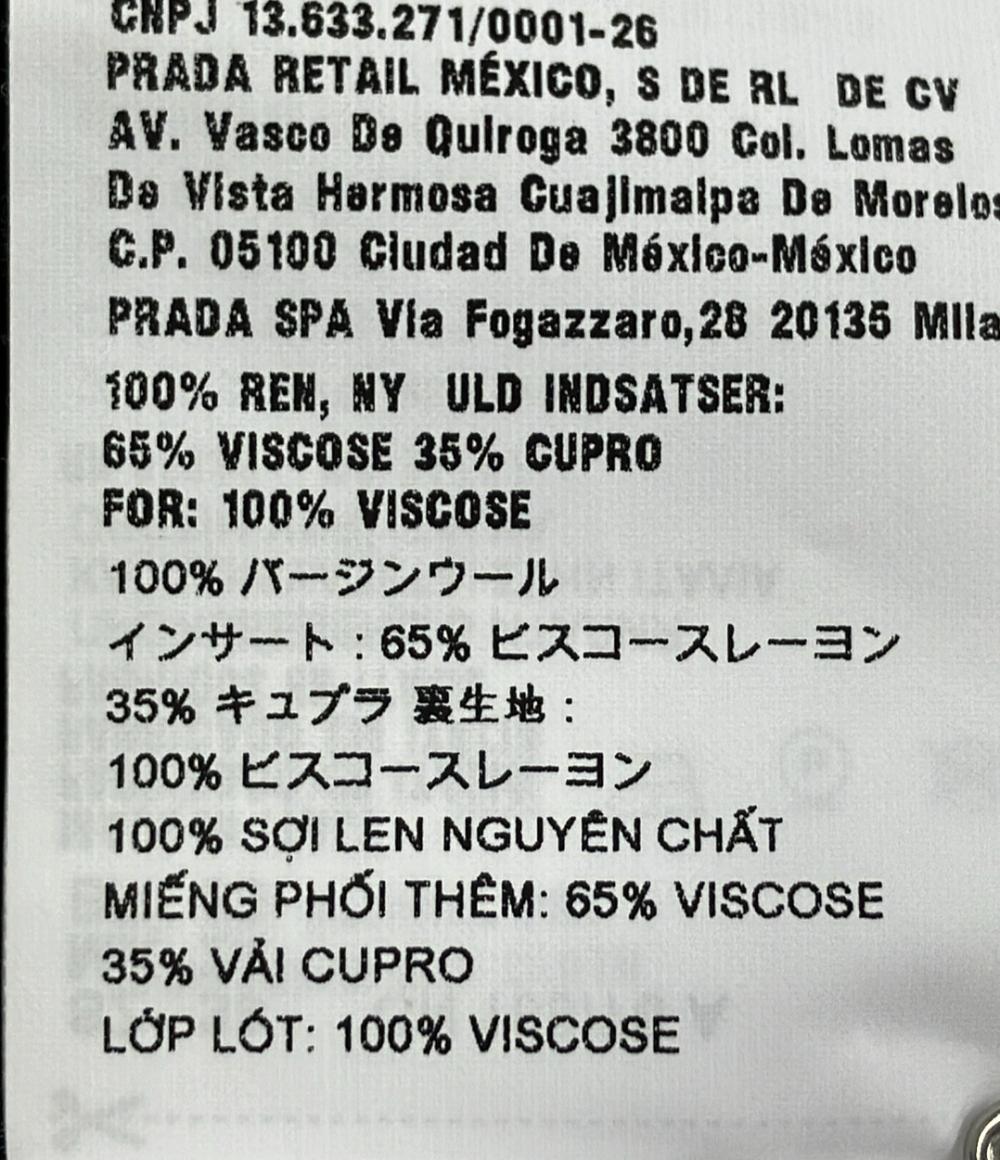 CNPJ 13.633.271/0001-26
PRADA RETAIL MÉXICO, S DE RL DE CV
AV. Vasco De Quiroga 3800 Col. Lomas
De Vista Hermosa Cuajimalpa De Morelos
C.P. 05100 Ciudad De México-México
PRADA SPA Via Fogazzaro,28 20135 Mila
100% REN, NY ULD INDSATSER:
65% VISCOSE 35% CUPRO
FOR: 100% VISCOSE
100% バージンウール
インサート : 65% ビスコースレーヨン
35% キュプラ 裏生地 :
100% ビスコースレーヨン
100% SỢI LEN NGUYÊN CHẤT
MIẾNG PHỐI THÊM: 65% VISCOSE
35% VẢI CUPRO
LỚP LÓT: 100% VISCOSE